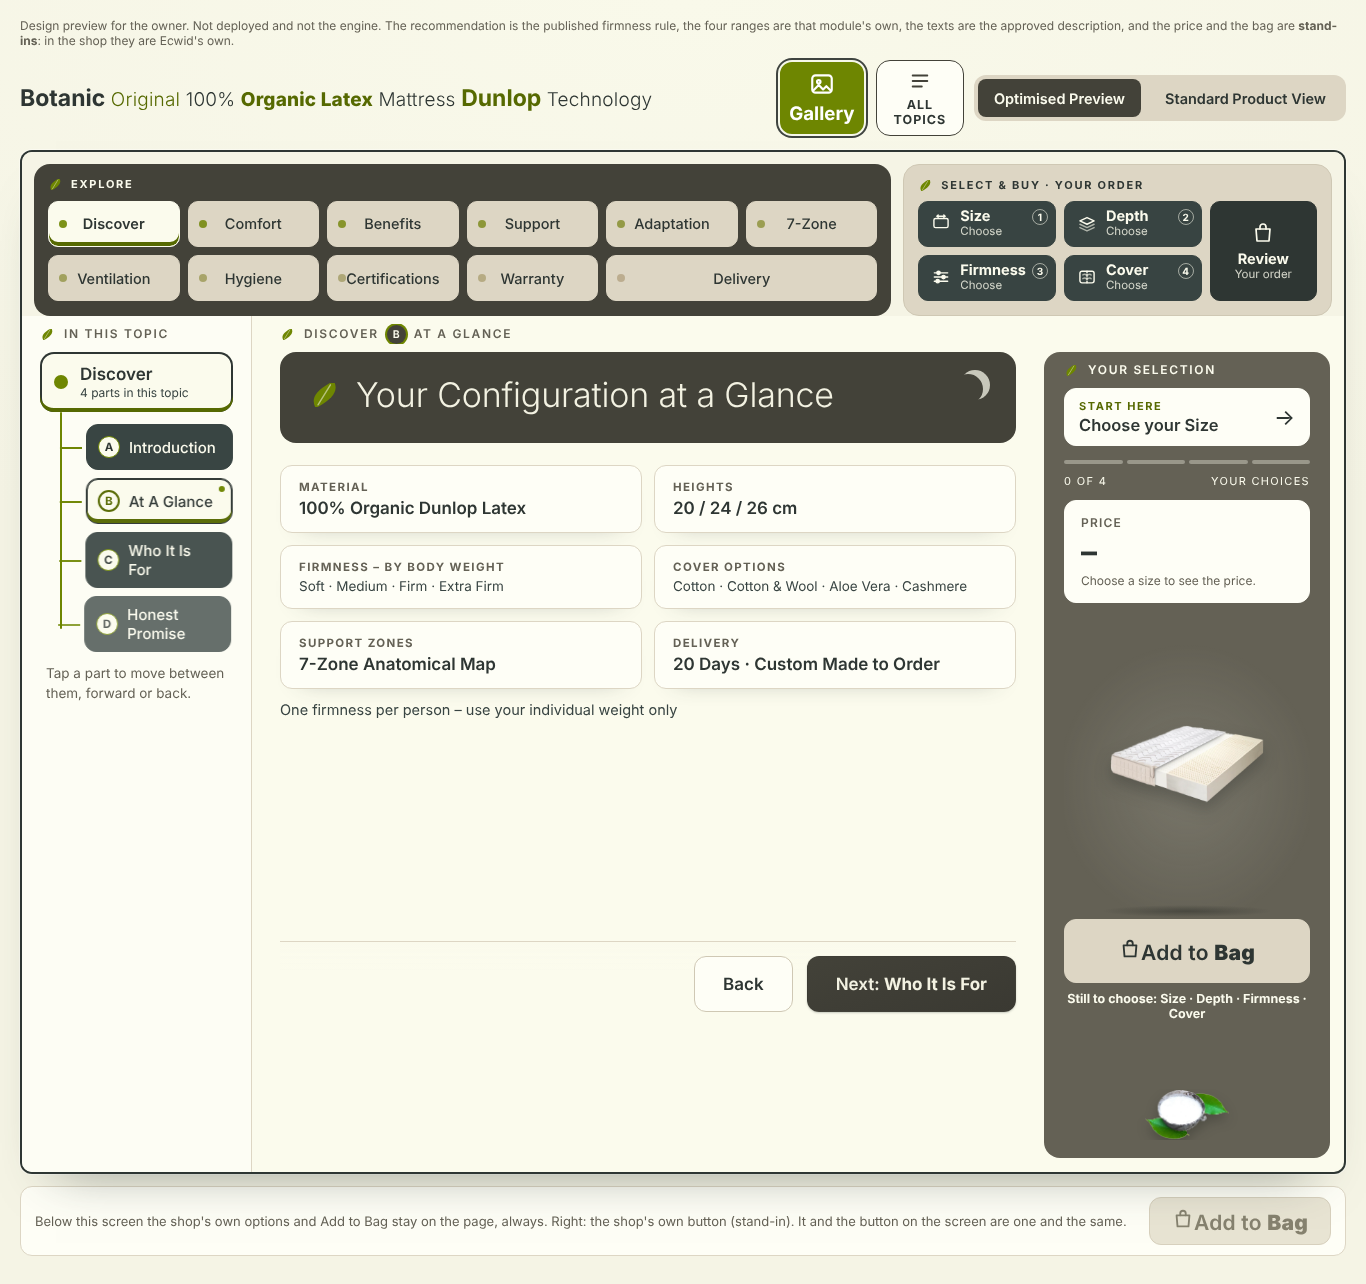 Design preview for the owner. Not deployed and not the engine. The recommendation is the published firmness rule, the four ranges are that module's own, the texts are the approved description, and the price and the bag are stand-
ins: in the shop they are Ecwid's own.
Botanic Original 100% Organic Latex Mattress Dunlop Technology
Gallery
ALL
TOPICS
Optimised Preview
Standard Product View
EXPLORE
Discover
Comfort
Benefits
Support
Adaptation
7-Zone
Ventilation
Hygiene
Certifications
Warranty
Delivery
SELECT & BUY · YOUR ORDER
Size
Choose
1
Depth
Choose
2
Firmness
Choose
3
Cover
Choose
4
Review
Your order
IN THIS TOPIC
Discover
4 parts in this topic
A Introduction
B At A Glance
C Who It Is
For
D Honest
Promise
Tap a part to move between
them, forward or back.
DISCOVER B AT A GLANCE
Your Configuration at a Glance
MATERIAL
100% Organic Dunlop Latex
HEIGHTS
20 / 24 / 26 cm
FIRMNESS – BY BODY WEIGHT
Soft · Medium · Firm · Extra Firm
COVER OPTIONS
Cotton · Cotton & Wool · Aloe Vera · Cashmere
SUPPORT ZONES
7-Zone Anatomical Map
DELIVERY
20 Days · Custom Made to Order
One firmness per person – use your individual weight only
Back
Next: Who It Is For
YOUR SELECTION
START HERE
Choose your Size
0 OF 4
YOUR CHOICES
PRICE
–
Choose a size to see the price.
Add to Bag
Still to choose: Size · Depth · Firmness ·
Cover
Below this screen the shop's own options and Add to Bag stay on the page, always. Right: the shop's own button (stand-in). It and the button on the screen are one and the same.
Add to Bag